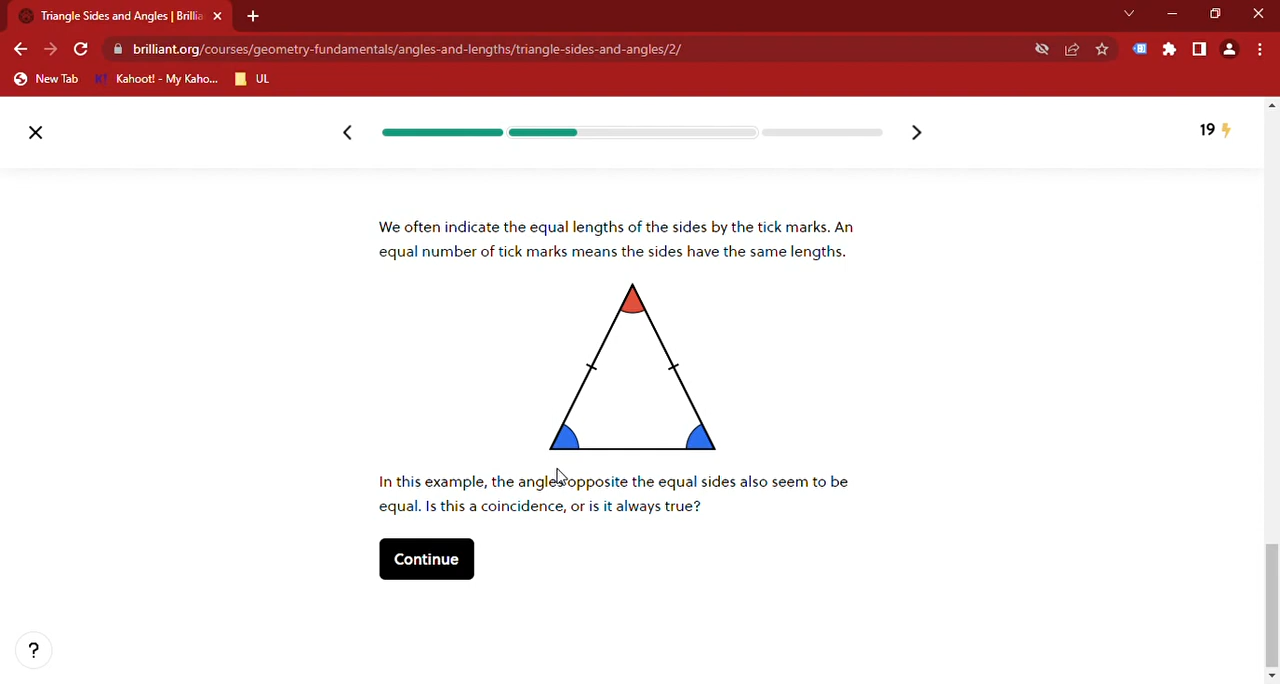 Triangle Sides and Angles | Brillia
brilliant.org/courses/geometry-fundamentals/angles-and-lengths/triangle-sides-and-angles/2/
New Tab K! Kahoot! - My Kaho... UL
19
We often indicate the equal lengths of the sides by the tick marks. An
equal number of tick marks means the sides have the same lengths.
In this example, the angles opposite the equal sides also seem to be
equal. Is this a coincidence, or is it always true?
Continue
?